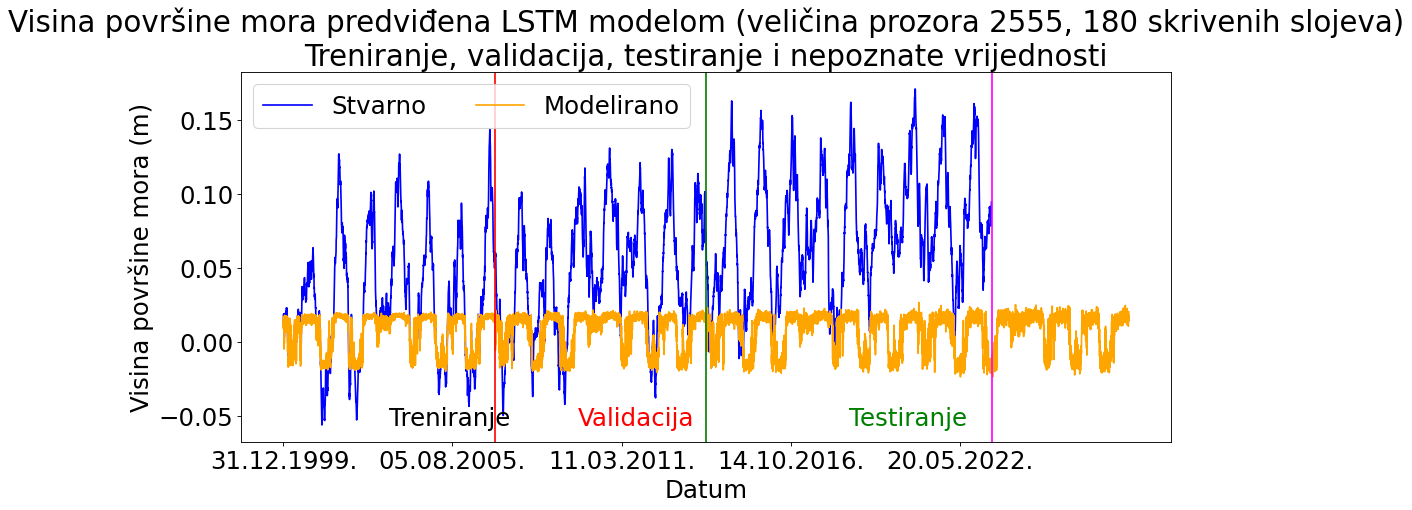 Visina površine mora predviđena LSTM modelom (veličina prozora 2555, 180 skrivenih slojeva)
Treniranje, validacija, testiranje i nepoznate vrijednosti
Stvarno Modelirano
Visina površine mora (m)
0.15
0.10
0.05
0.00
−0.05
Treniranje Validacija Testiranje
31.12.1999. 05.08.2005. 11.03.2011. 14.10.2016. 20.05.2022.
Datum